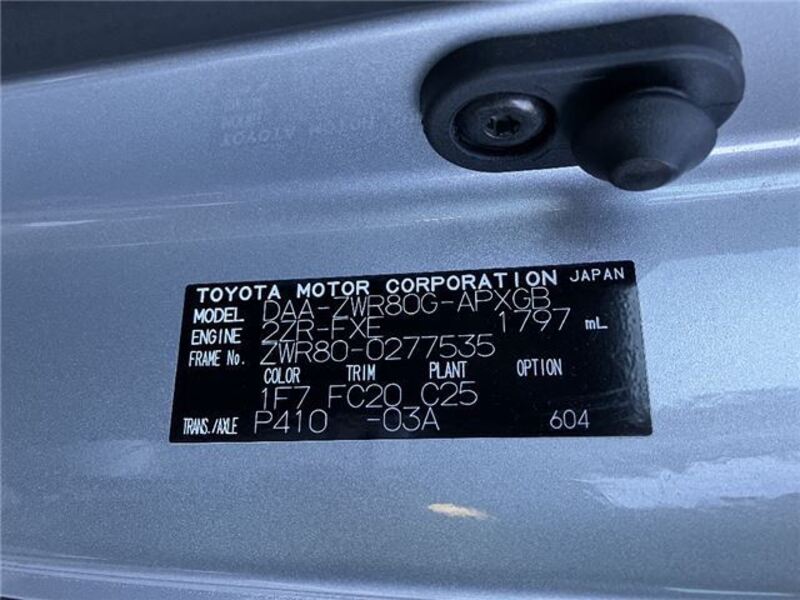 TOYOTA MOTOR CORPORATION JAPAN
MODEL DAA-ZWR80G-APXGB
ENGINE 2ZR-FXE 1797 mL
FRAME No. ZWR80-0277535
COLOR TRIM PLANT OPTION
1F7 FC20 C25
TRANS./AXLE P410 -03A 604